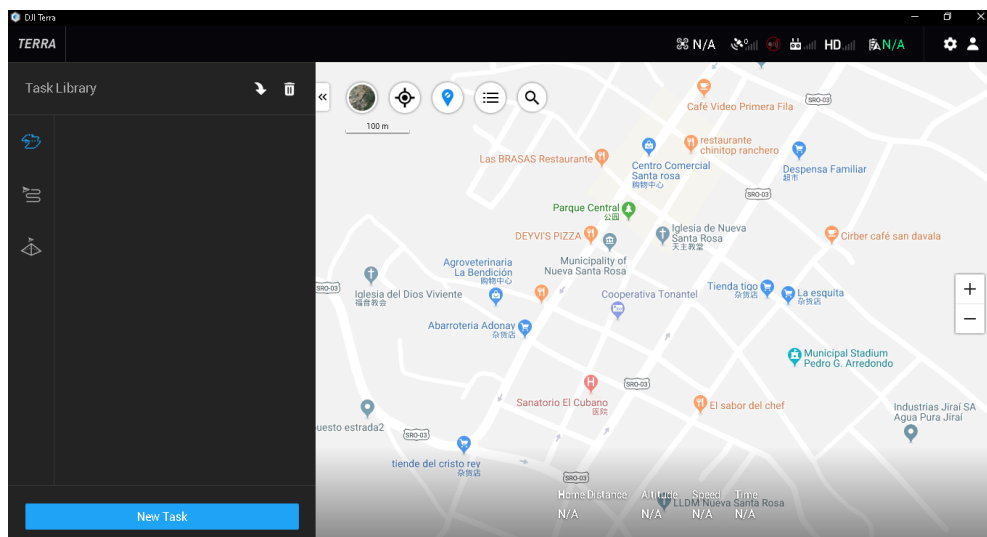 DJI Terra
TERRA
N/A
HD
N/A
Task Library
100 m
Café Video Primera Fila
SRO-03
restaurante
chinitop ranchero
Las BRASAS Restaurante
Centro Comercial
Santa rosa
购物中心
Despensa Familiar
超市
SRO-03
Parque Central
公园
DEYVI'S PIZZA
Iglesia de Nueva
Santa Rosa
天主教堂
Cirber café san davala
Municipality of
Nueva Santa Rosa
Agroveterinaria
La Bendición
购物中心
SRO-03
Iglesia del Dios Viviente
福音教会
Cooperativa Tonantel
Tienda tigo
杂货店
La esquita
杂货店
Abarroteria Adonay
杂货店
Municipal Stadium
Pedro G. Arredondo
SRO-03
Sanatorio El Cubano
医院
El sabor del chef
Industrias Jiraí SA
Agua Pura Jiraí
puesto estrada2
SRO-03
tiende del cristo rey
杂货店
SRO-03
Home Distance Altitude Speed Time
LLDM Nueva Santa Rosa
N/A N/A N/A N/A
New Task